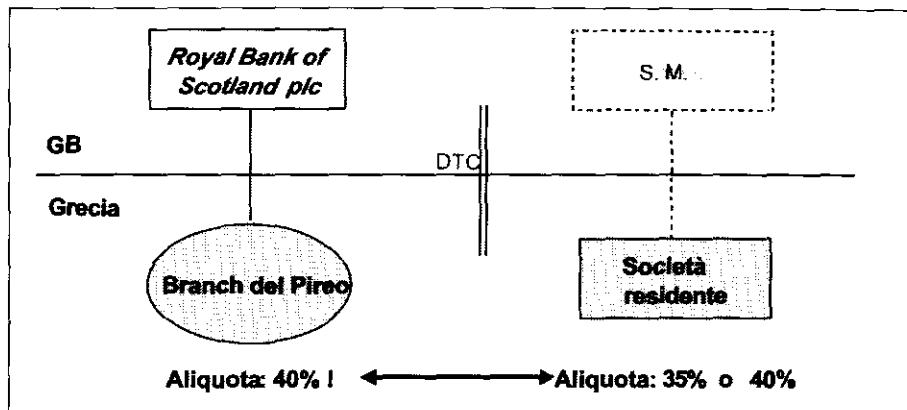 Royal Bank of
Scotland plc
S. M.
GB
DTC
Grecia
Branch del Pireo
Società
residente
Aliquota: 40% !
Aliquota: 35% o 40%